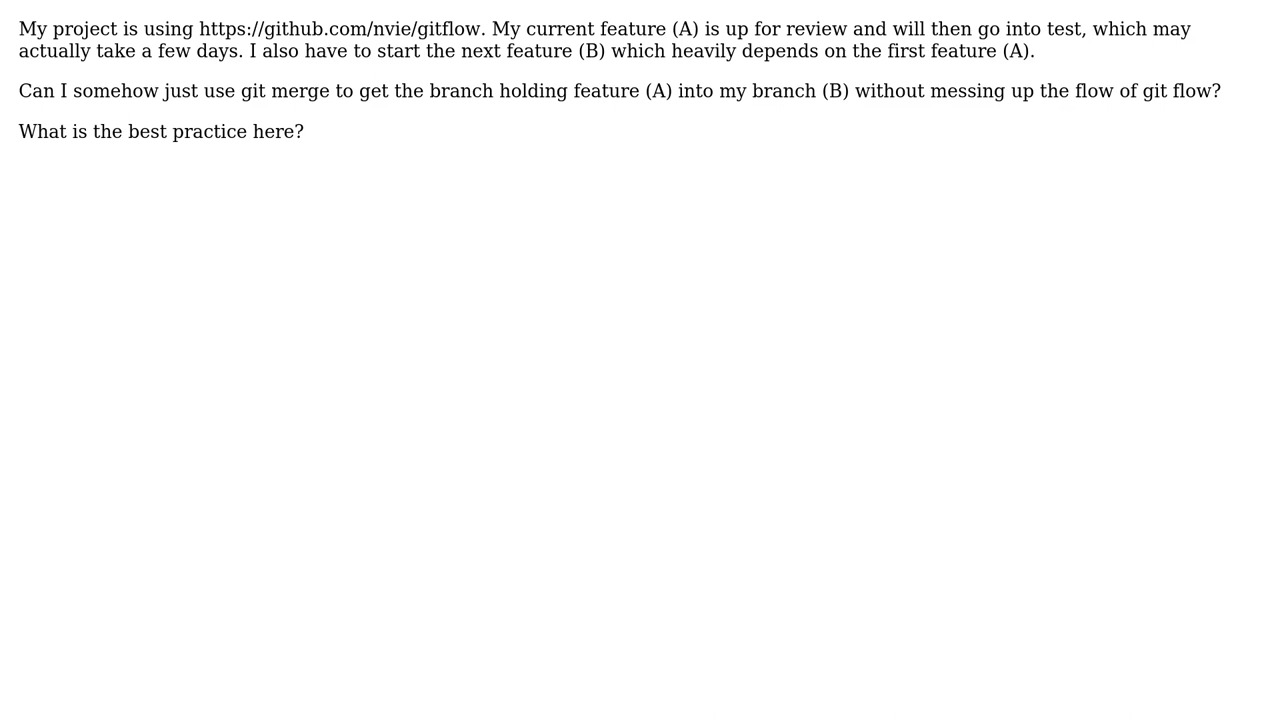 My project is using https://github.com/nvie/gitflow. My current feature (A) is up for review and will then go into test, which may
actually take a few days. I also have to start the next feature (B) which heavily depends on the first feature (A).
Can I somehow just use git merge to get the branch holding feature (A) into my branch (B) without messing up the flow of git flow?
What is the best practice here?